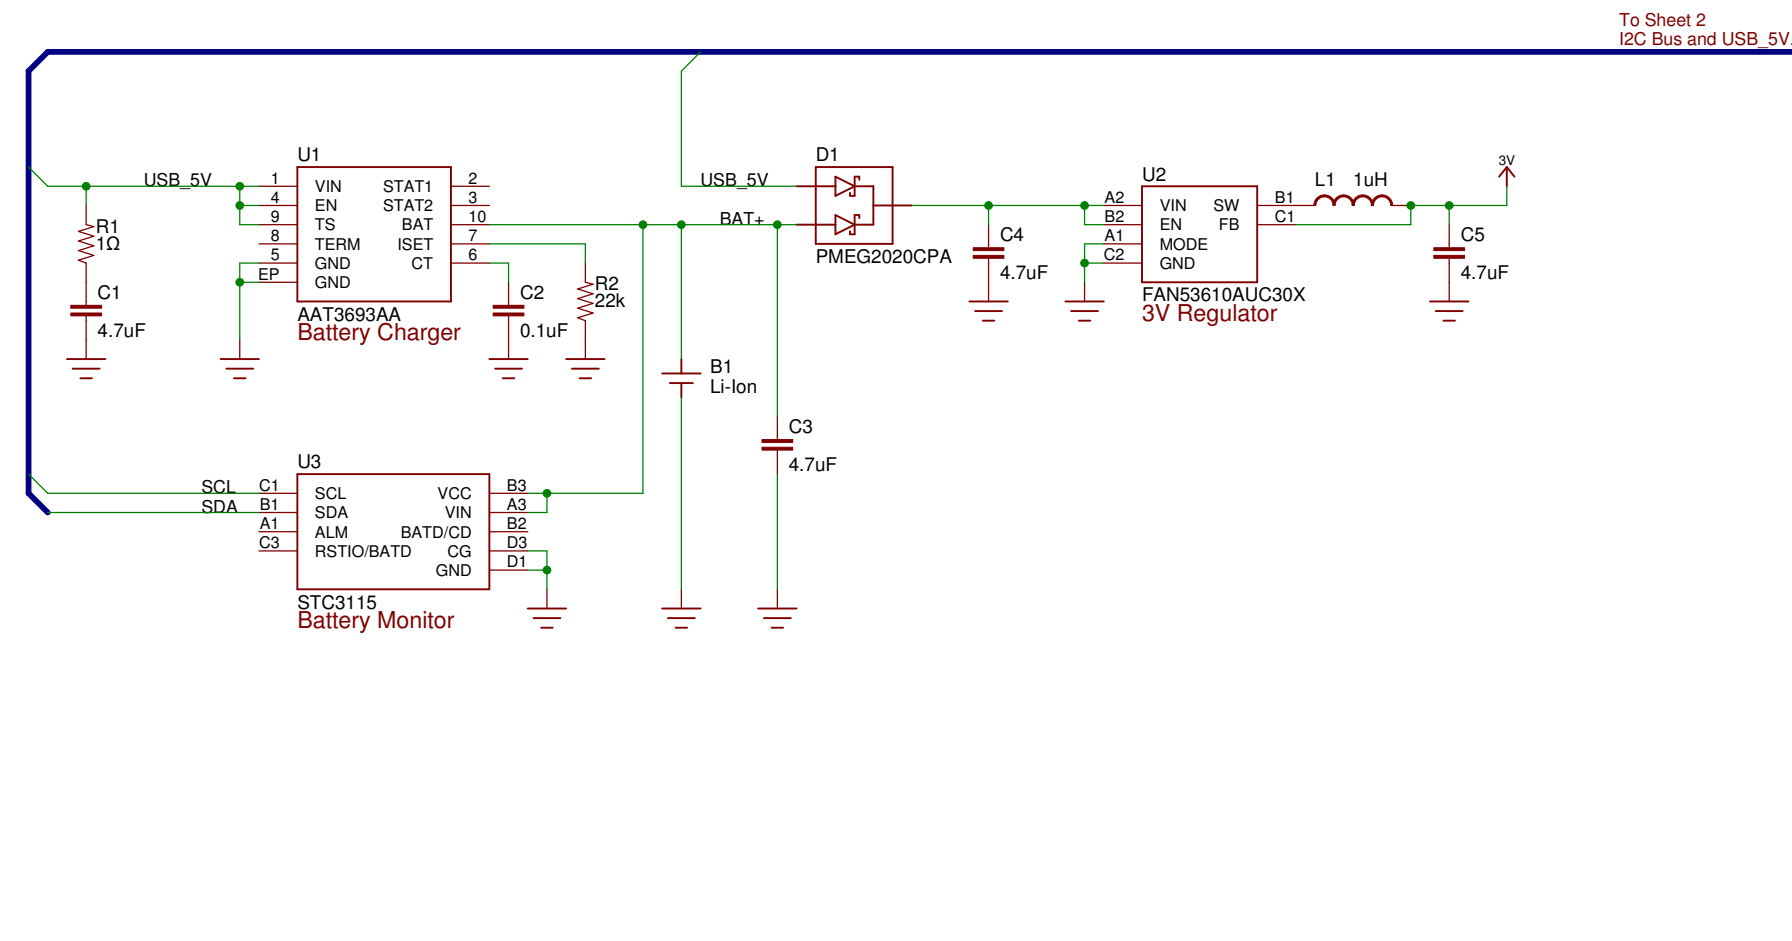 To Sheet 2
I2C Bus and USB_5V.
U1
USB_5V
1 VIN STAT1 2
4 EN STAT2 3
9 TS BAT 10
8 TERM ISET 7
5 GND CT 6
EP GND
AAT3693AA
Battery Charger
R1
1Ω
C1
4.7uF
C2
0.1uF
R2
22k
USB_5V
BAT+
D1
PMEG2020CPA
C4
4.7uF
U2
A2 VIN SW B1
B2 EN FB C1
A1 MODE
C2 GND
FAN53610AUC30X
3V Regulator
L1 1uH
3V
C5
4.7uF
B1
Li-Ion
C3
4.7uF
U3
SCL C1 SCL VCC B3
SDA B1 SDA VIN A3
A1 ALM BATD/CD B2
C3 RSTIO/BATD CG D3
GND D1
STC3115
Battery Monitor